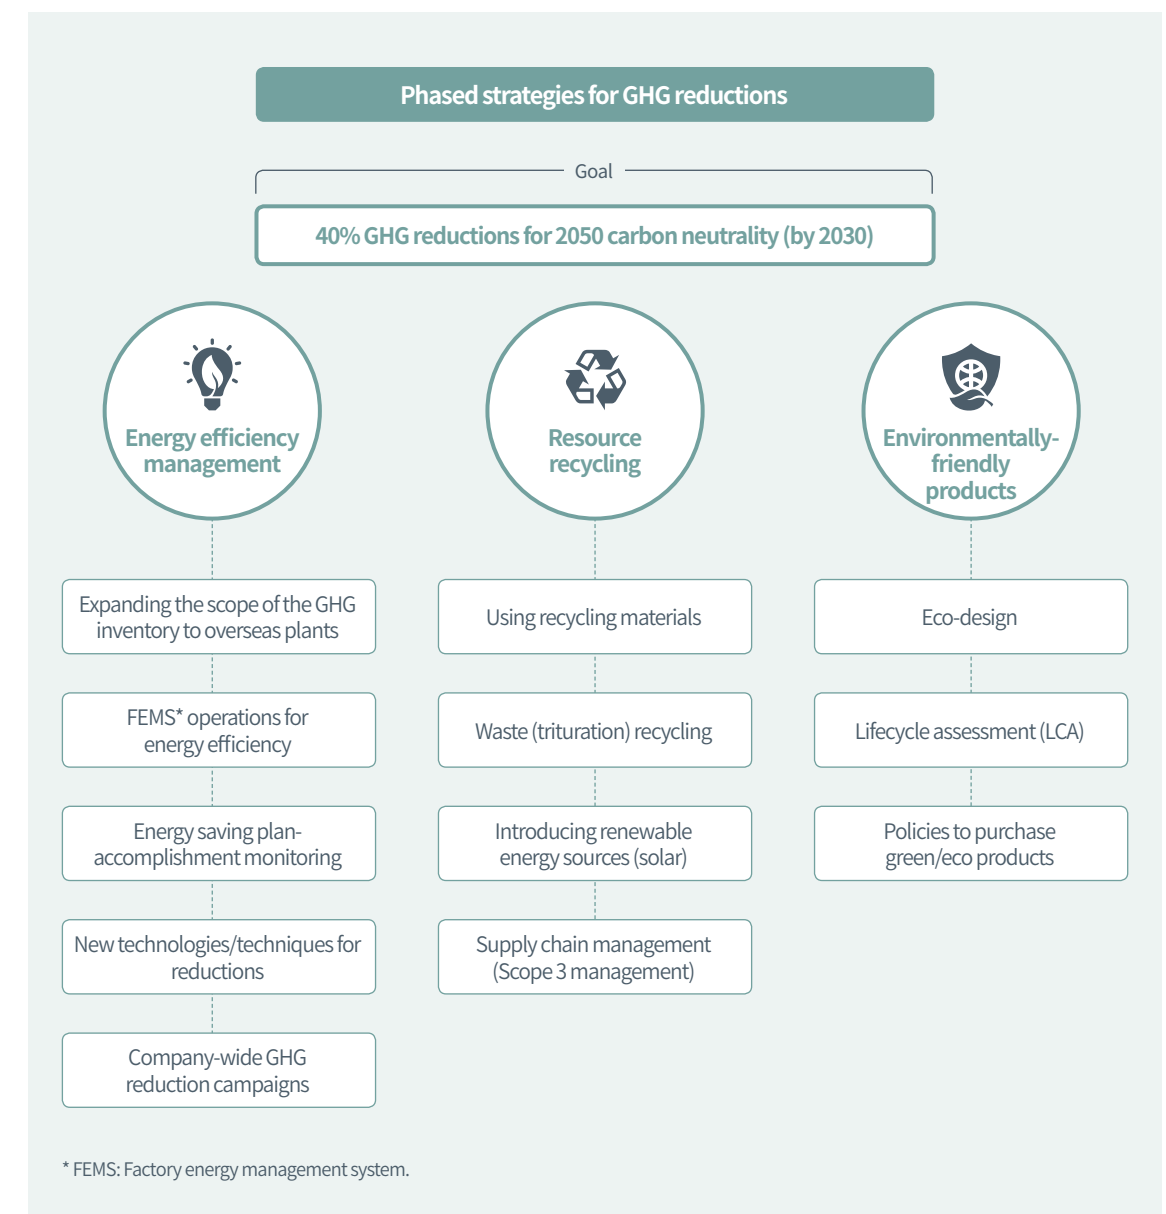 Phased strategies for GHG reductions
Goal
40% GHG reductions for 2050 carbon neutrality (by 2030)
Energy efficiency
management
Expanding the scope of the GHG
inventory to overseas plants
FEMS* operations for
energy efficiency
Energy saving plan-
accomplishment monitoring
New technologies/techniques for
reductions
Company-wide GHG
reduction campaigns
Resource
recycling
Using recycling materials
Waste (trituration) recycling
Introducing renewable
energy sources (solar)
Supply chain management
(Scope 3 management)
Environmentally-
friendly
products
Eco-design
Lifecycle assessment (LCA)
Policies to purchase
green/eco products
* FEMS: Factory energy management system.